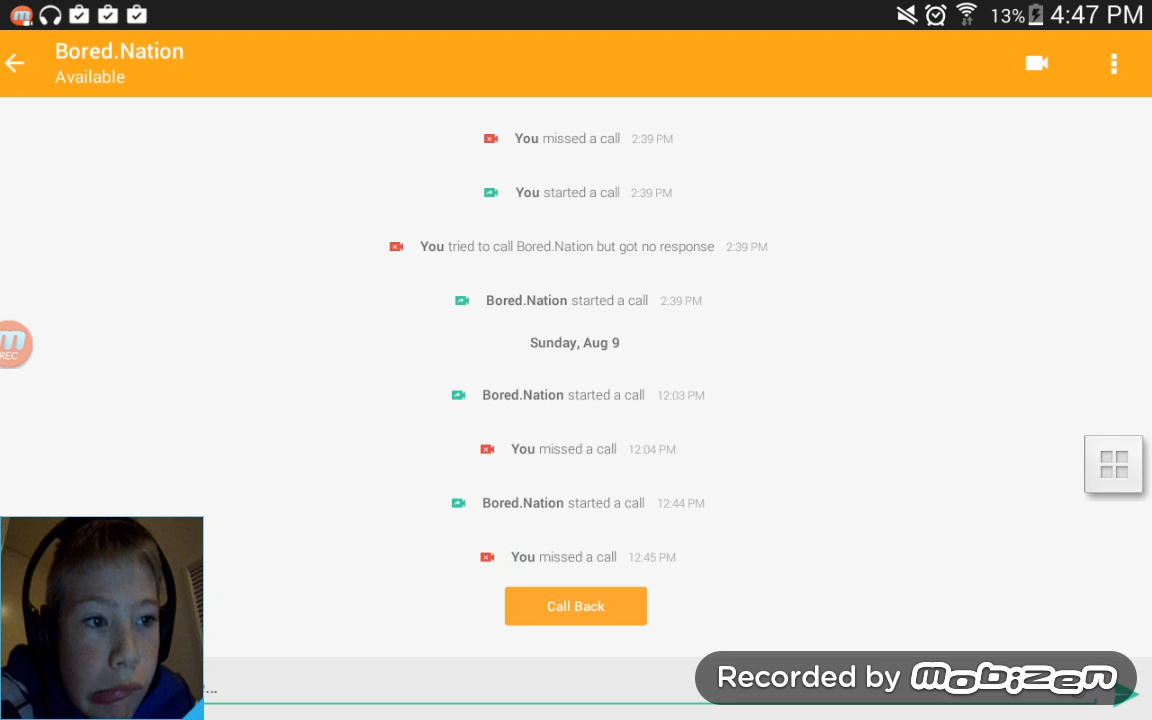 13% 4:47 PM
Bored.Nation
Available
You missed a call 2:39 PM
You started a call 2:39 PM
You tried to call Bored.Nation but got no response 2:39 PM
Bored.Nation started a call 2:39 PM
m
REC
Sunday, Aug 9
Bored.Nation started a call 12:03 PM
You missed a call 12:04 PM
Bored.Nation started a call 12:44 PM
You missed a call 12:45 PM
Call Back
Recorded by mobizen